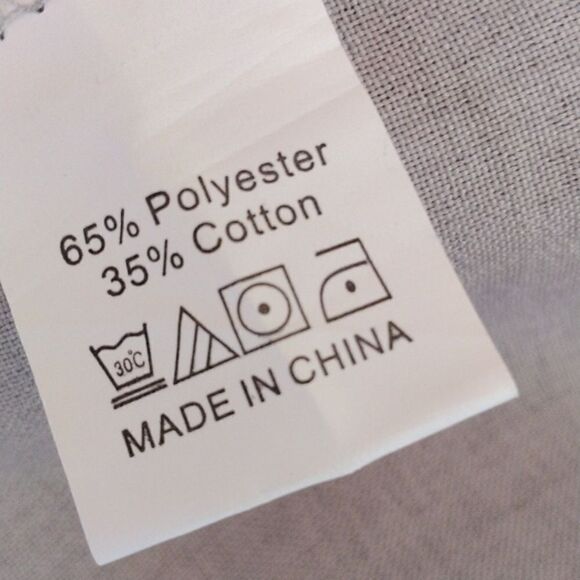 65% Polyester
35% Cotton
30°C
MADE IN CHINA